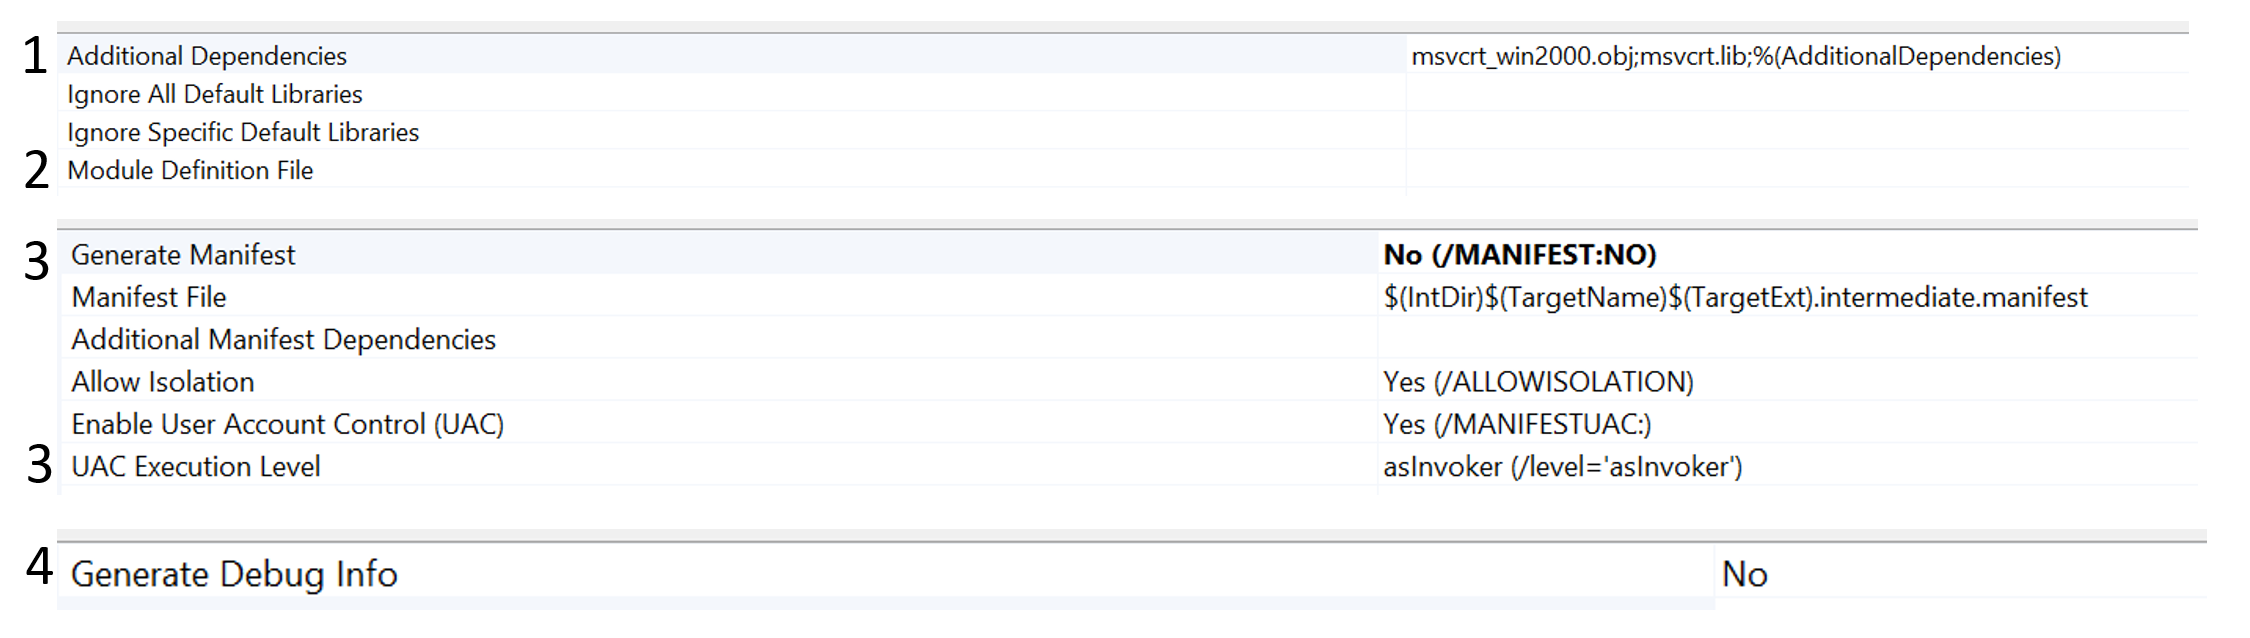 1 Additional Dependencies msvcrt_win2000.obj;msvcrt.lib;%(AdditionalDependencies)
Ignore All Default Libraries
Ignore Specific Default Libraries
2 Module Definition File
3 Generate Manifest No (/MANIFEST:NO)
Manifest File $(IntDir)$(TargetName)$(TargetExt).intermediate.manifest
Additional Manifest Dependencies
Allow Isolation Yes (/ALLOWISOLATION)
Enable User Account Control (UAC) Yes (/MANIFESTUAC:)
3 UAC Execution Level asInvoker (/level='asInvoker')
4 Generate Debug Info No